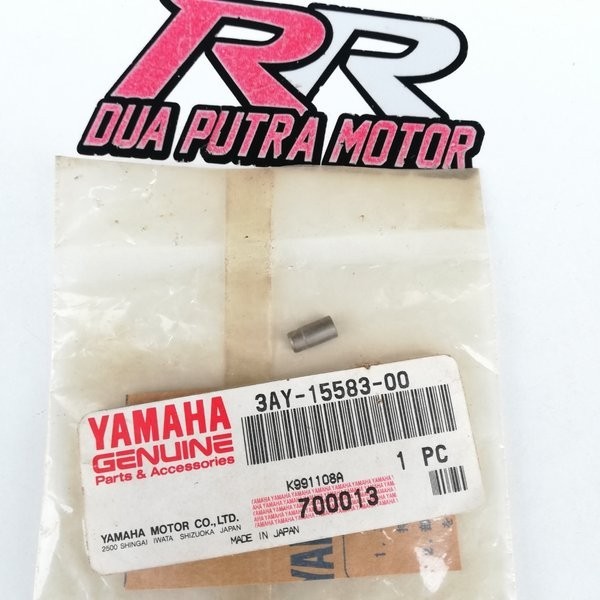 RR
DUA PUTRA MOTOR
YAMAHA
GENUINE
Parts & Accessories
3AY-15583-00
1 PC
K991108A
700013
YAMAHA MOTOR CO., LTD.
2500 SHINGAI IWATA SHIZUOKA JAPAN
MADE IN JAPAN